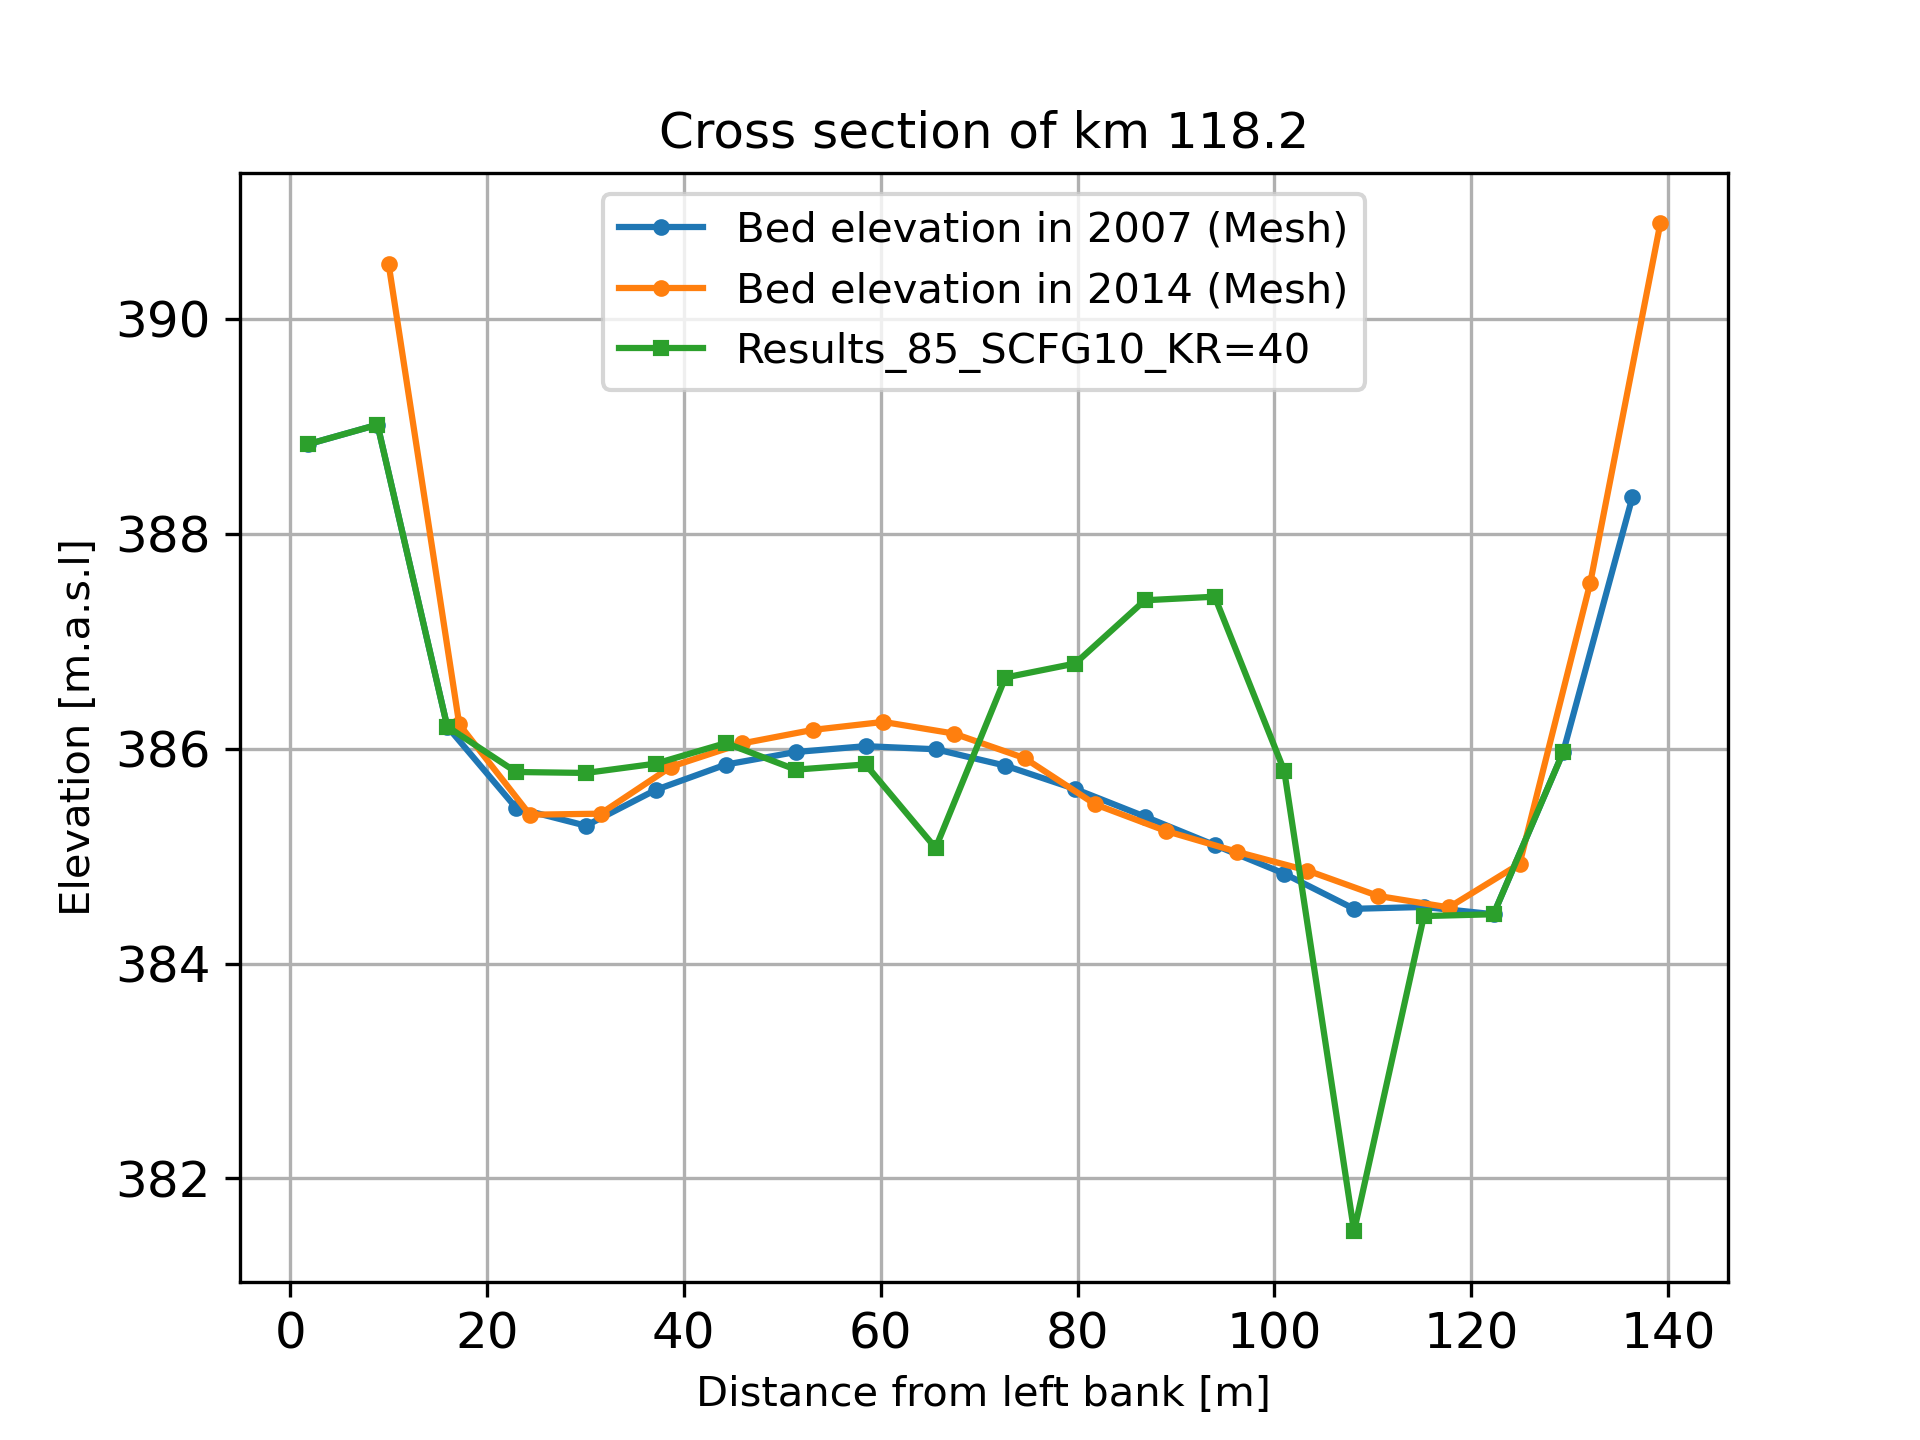 Cross section of km 118.2
Bed elevation in 2007 (Mesh)
Bed elevation in 2014 (Mesh)
Results_85_SCFG10_KR=40
390
388
386
384
382
Elevation [m.a.s.l]
0 20 40 60 80 100 120 140
Distance from left bank [m]